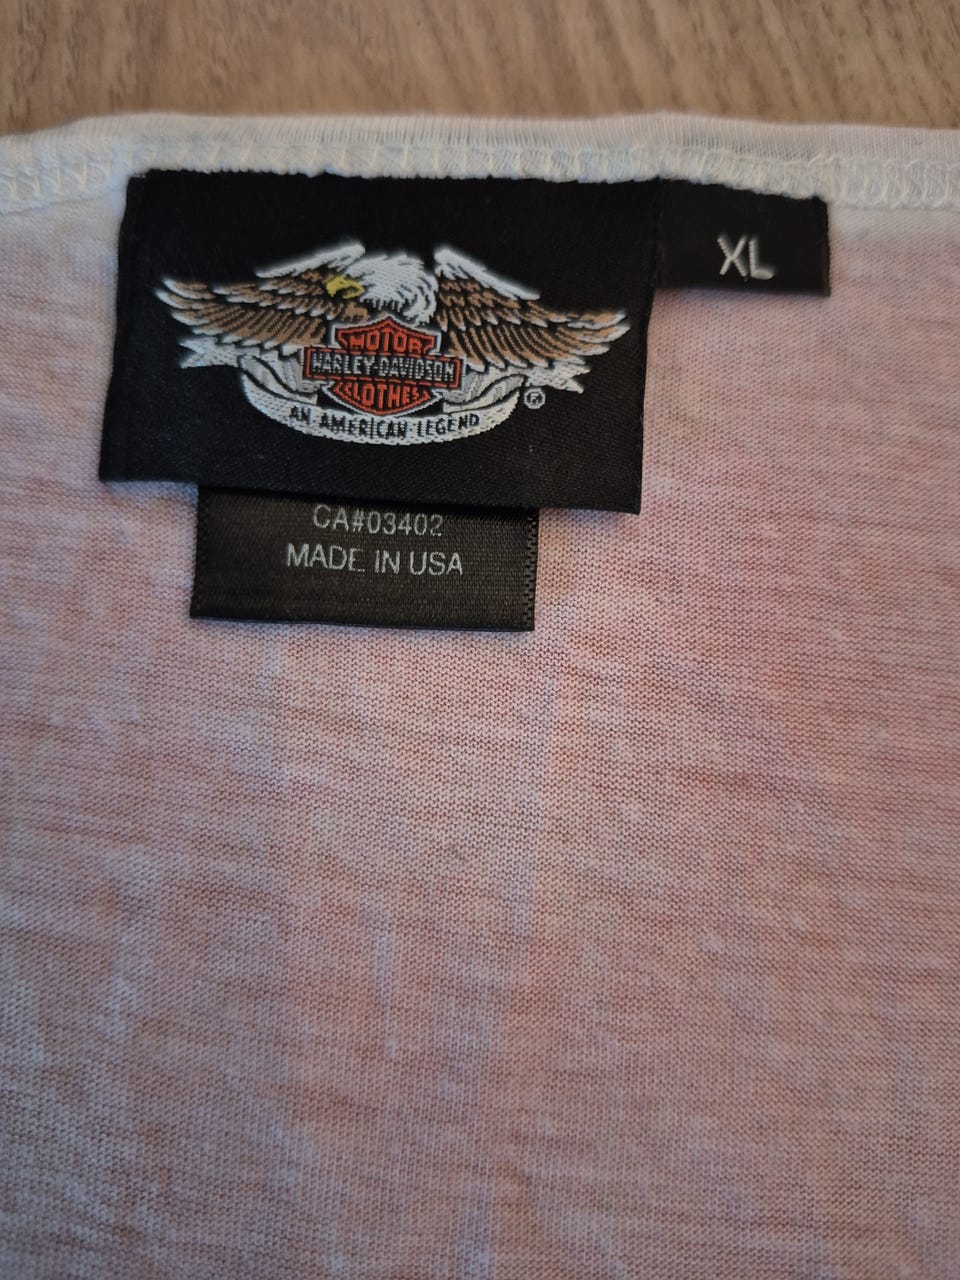 XL
MOTOR
HARLEY-DAVIDSON
CLOTHES
AN AMERICAN LEGEND
®
CA#03402
MADE IN USA